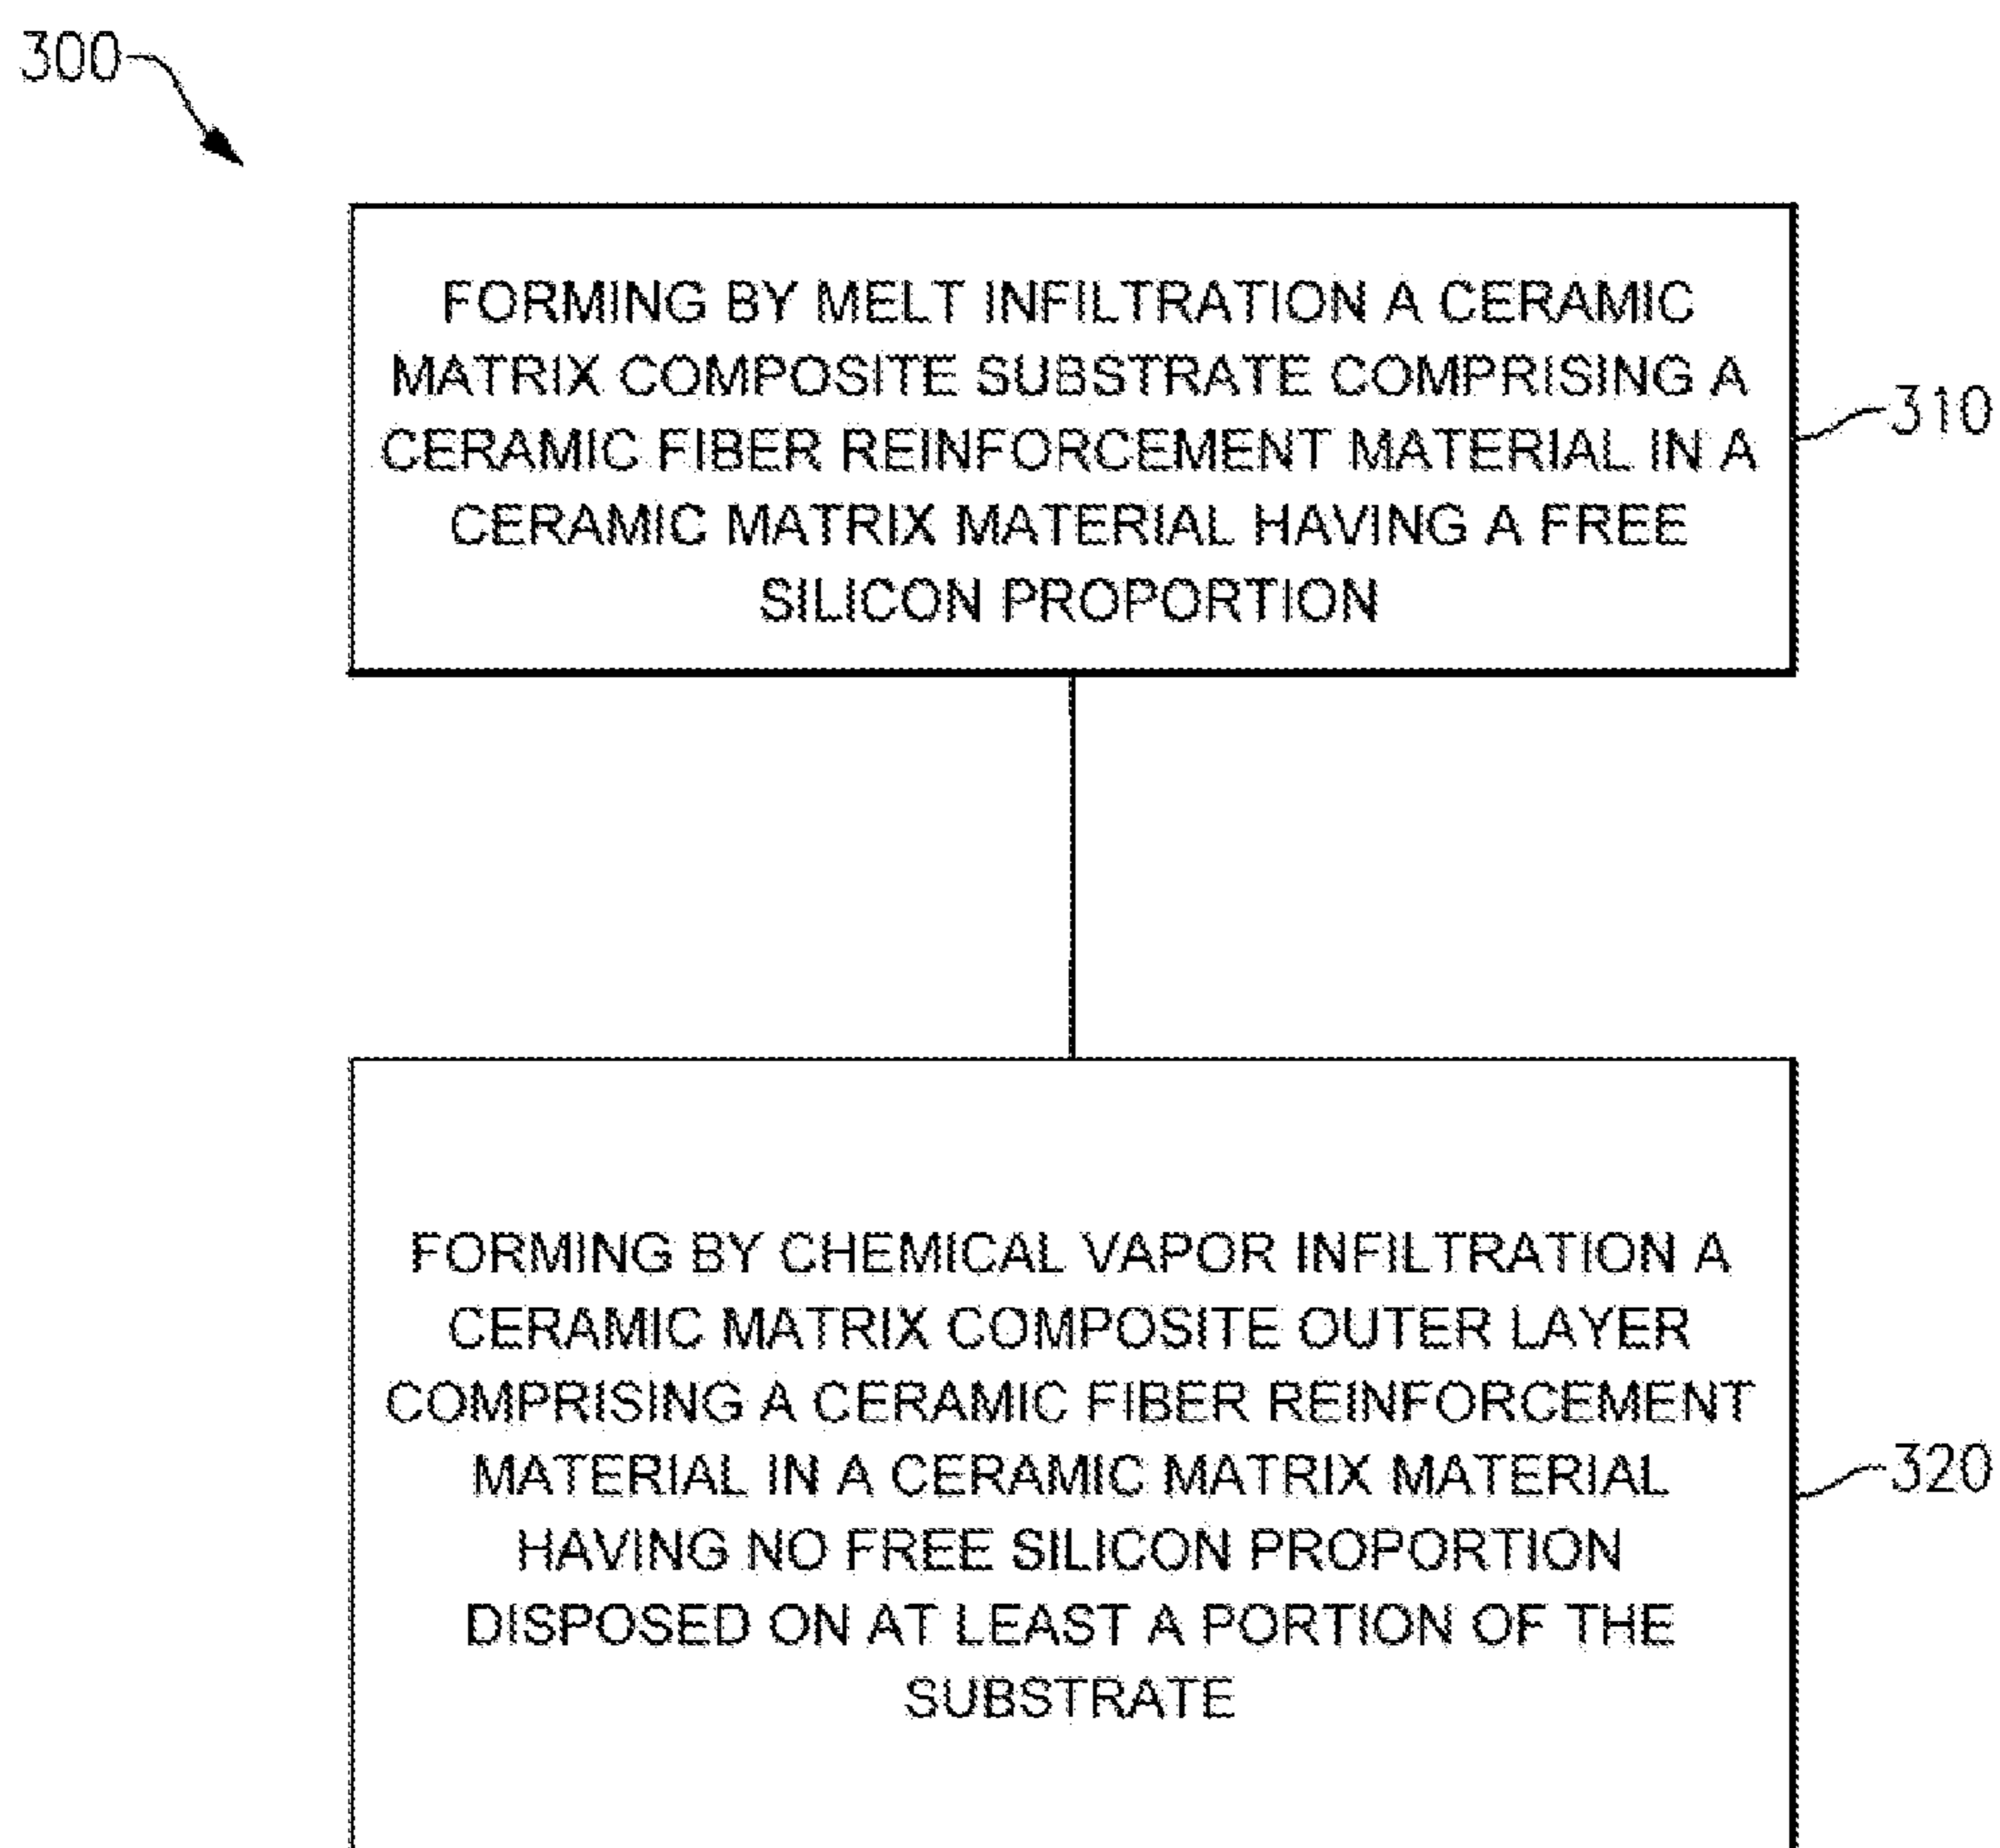 300
FORMING BY MELT INFILTRATION A CERAMIC
MATRIX COMPOSITE SUBSTRATE COMPRISING A
CERAMIC FIBER REINFORCEMENT MATERIAL IN A
CERAMIC MATRIX MATERIAL HAVING A FREE
SILICON PROPORTION
310
FORMING BY CHEMICAL VAPOR INFILTRATION A
CERAMIC MATRIX COMPOSITE OUTER LAYER
COMPRISING A CERAMIC FIBER REINFORCEMENT
MATERIAL IN A CERAMIC MATRIX MATERIAL
HAVING NO FREE SILICON PROPORTION
DISPOSED ON AT LEAST A PORTION OF THE
SUBSTRATE
320